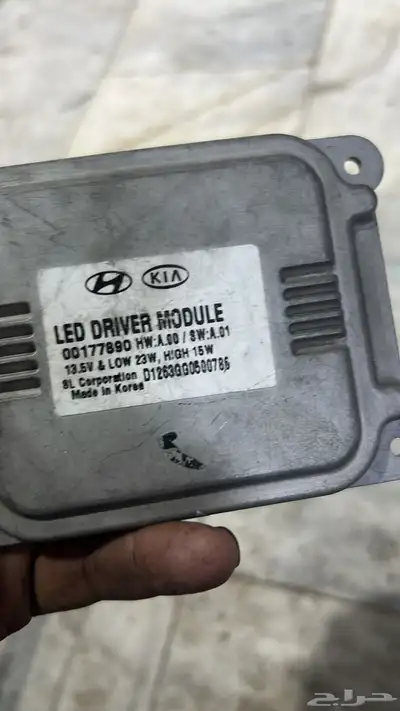 KIA
LED DRIVER MODULE
00177890 HW:A.00 / SW:A.01
13.5V & LOW 23W, HIGH 15W
SL Corporation D1263GG0500786
Made in Korea
حراج